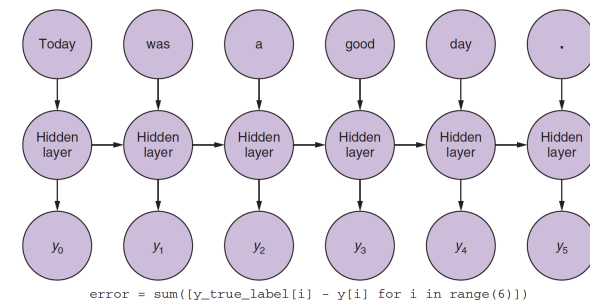 Today was a good day .
Hidden layer Hidden layer Hidden layer Hidden layer Hidden layer Hidden layer
y0 y1 y2 y3 y4 y5
error = sum([y_true_label[i] - y[i] for i in range(6)])